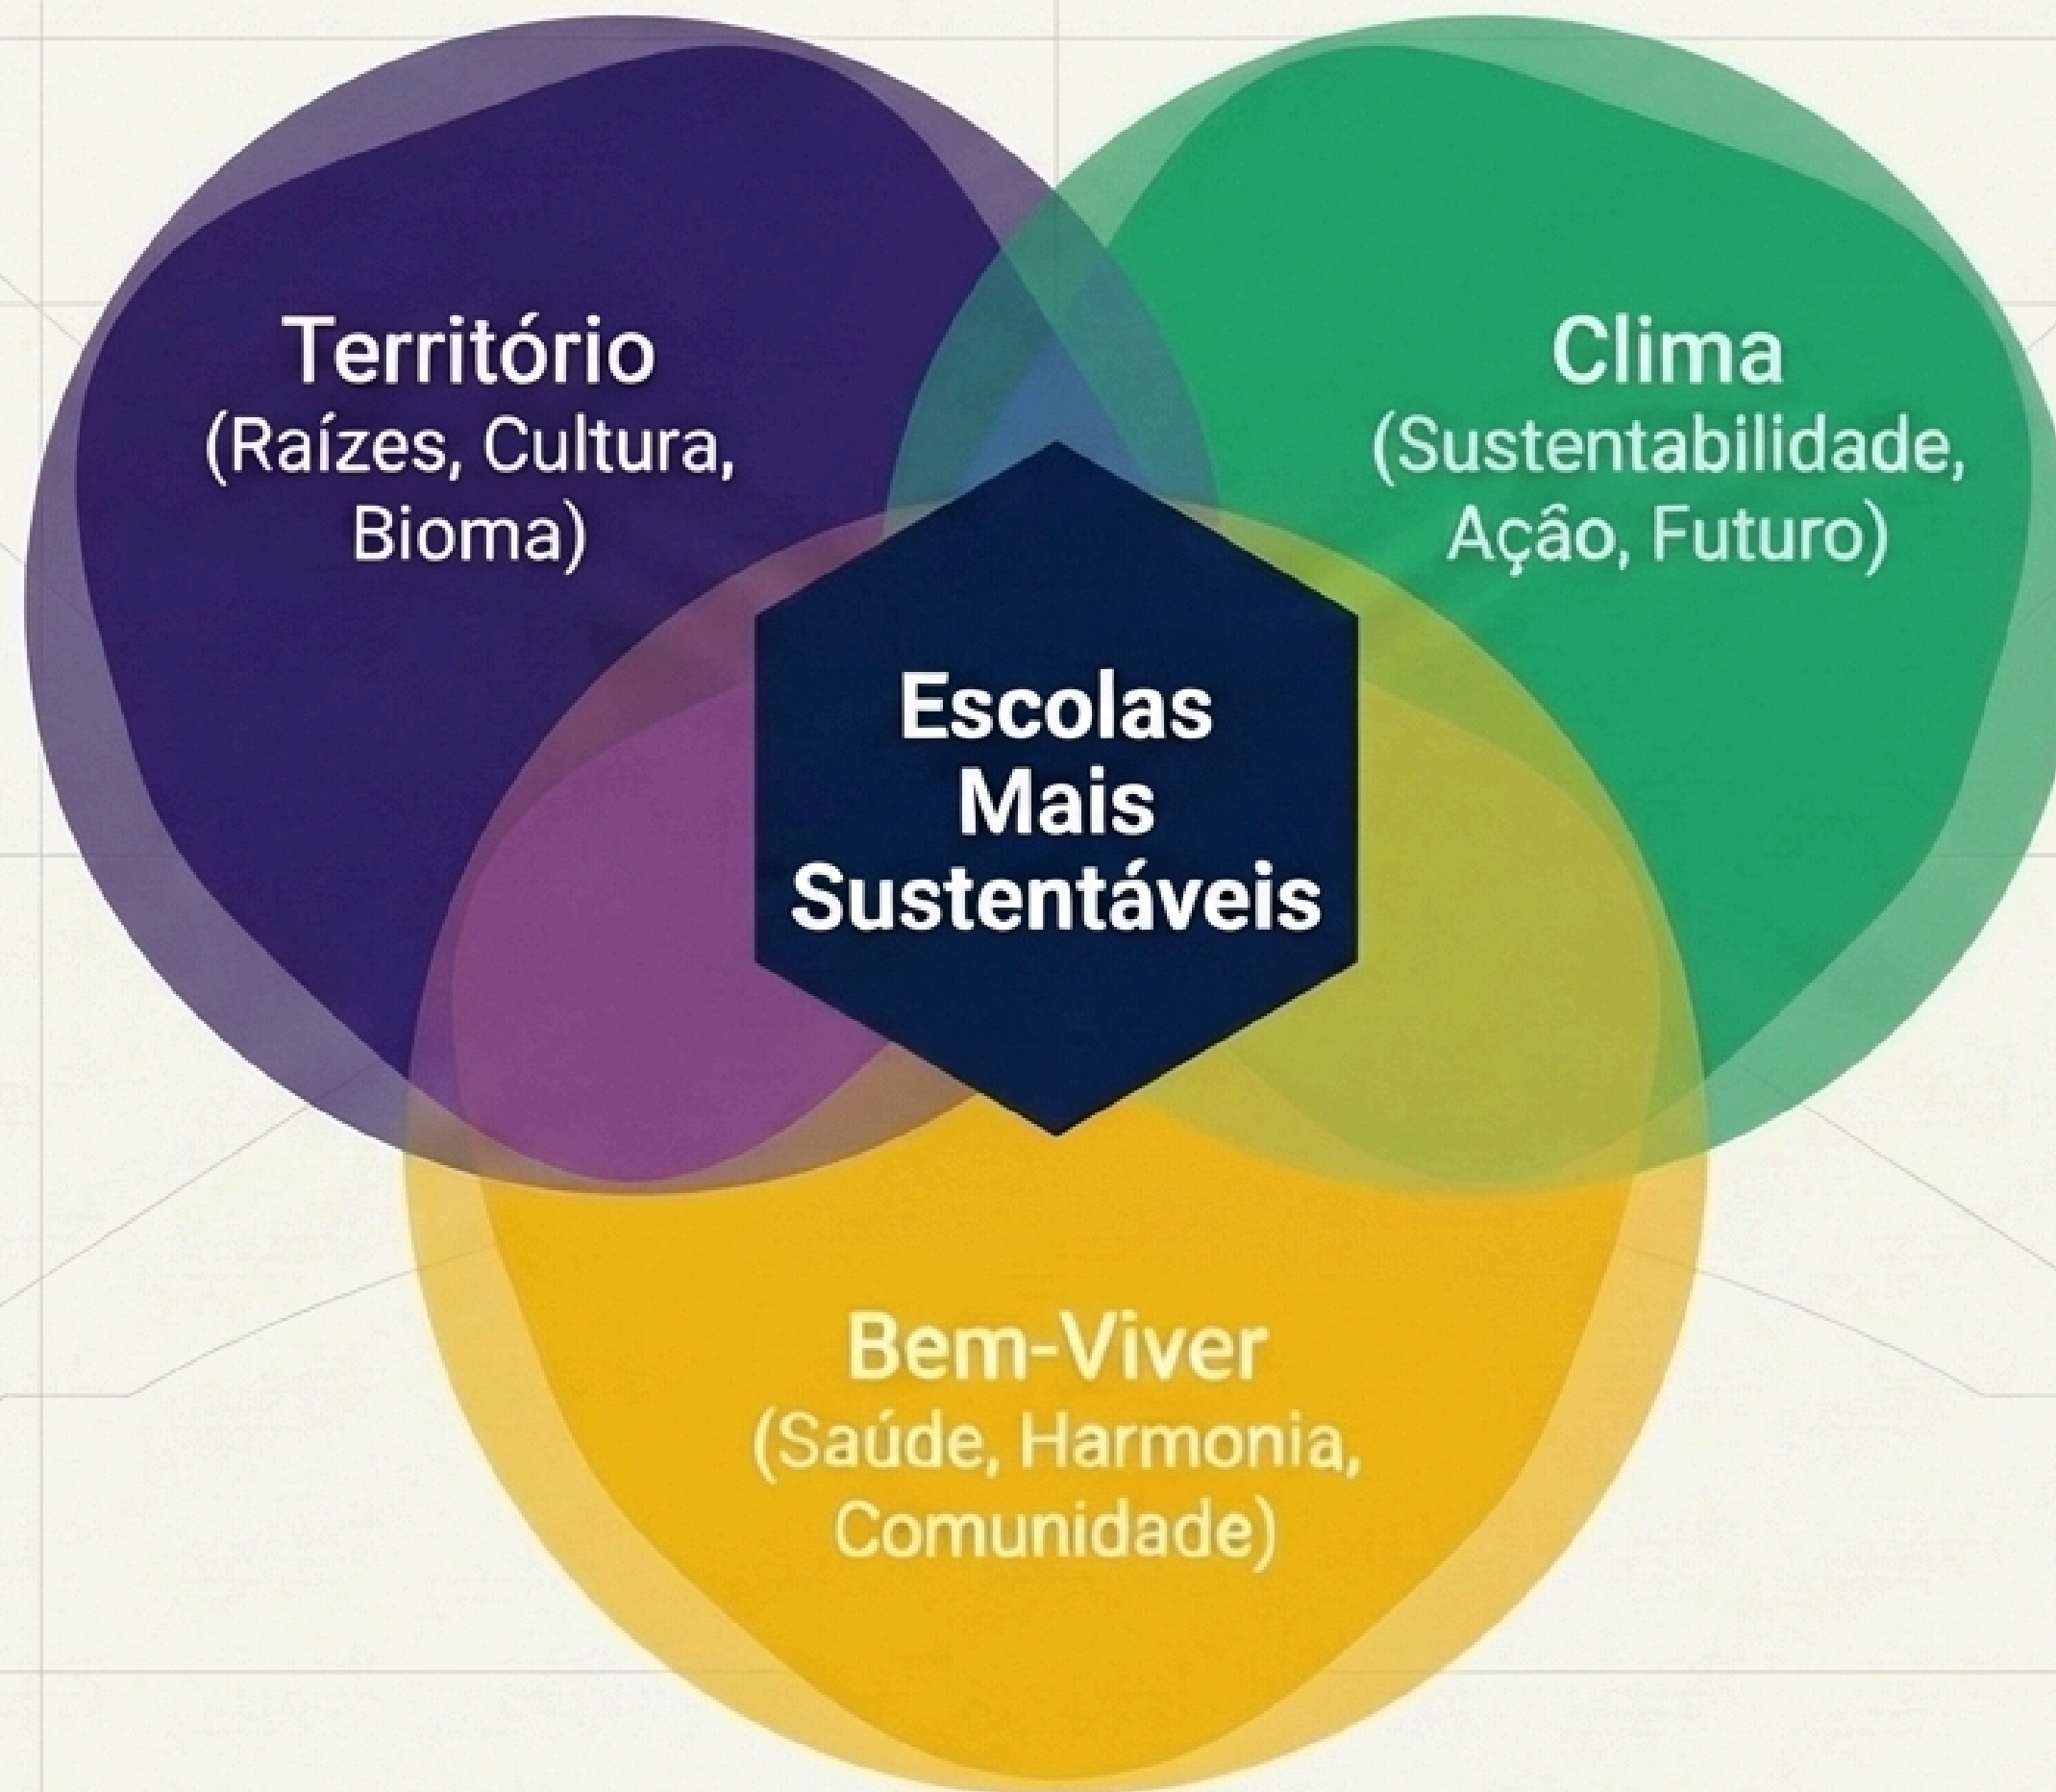 Território
(Raízes, Cultura,
Bioma)
Clima
(Sustentabilidade,
Açâo, Futuro)
Escolas
Mais
Sustentáveis
Bem-Viver
(Saúde, Harmonia,
Comunidade)